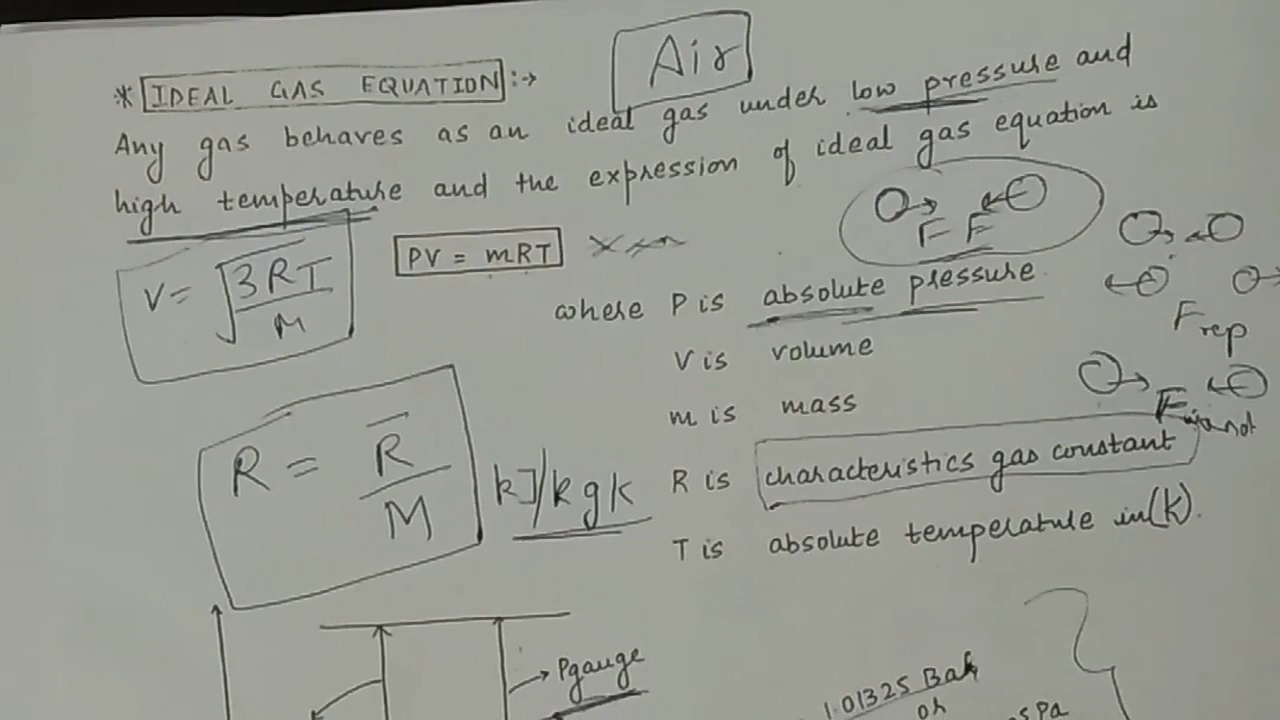 Air
* IDEAL GAS EQUATION :→
Any gas behaves as an ideal gas under low pressure and
high temperature and the expression of ideal gas equation is
F F
V = √3RT/M
PV = mRT
where P is absolute pressure
V is volume
Frep
m is mass
R = R̅/M kJ/kgk
R is characteristics gas constant
T is absolute temperature in (k).
Pgauge
1.01325 Bar
or